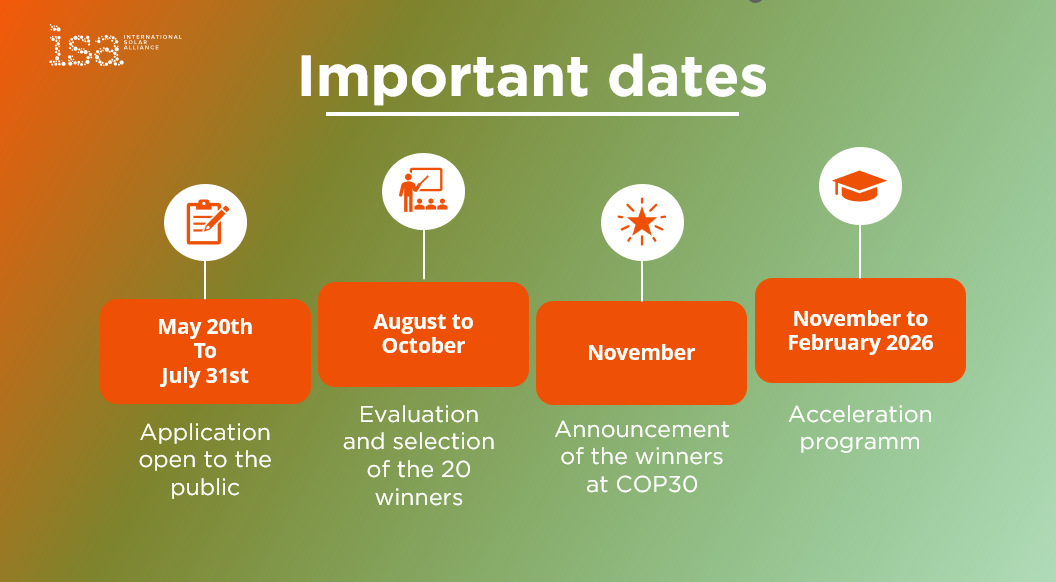 isa
INTERNATIONAL
SOLAR
ALLIANCE
Important dates
May 20th
To
July 31st
Application
open to the
public
August to
October
Evaluation
and selection
of the 20
winners
November
Announcement
of the winners
at COP30
November to
February 2026
Acceleration
programm